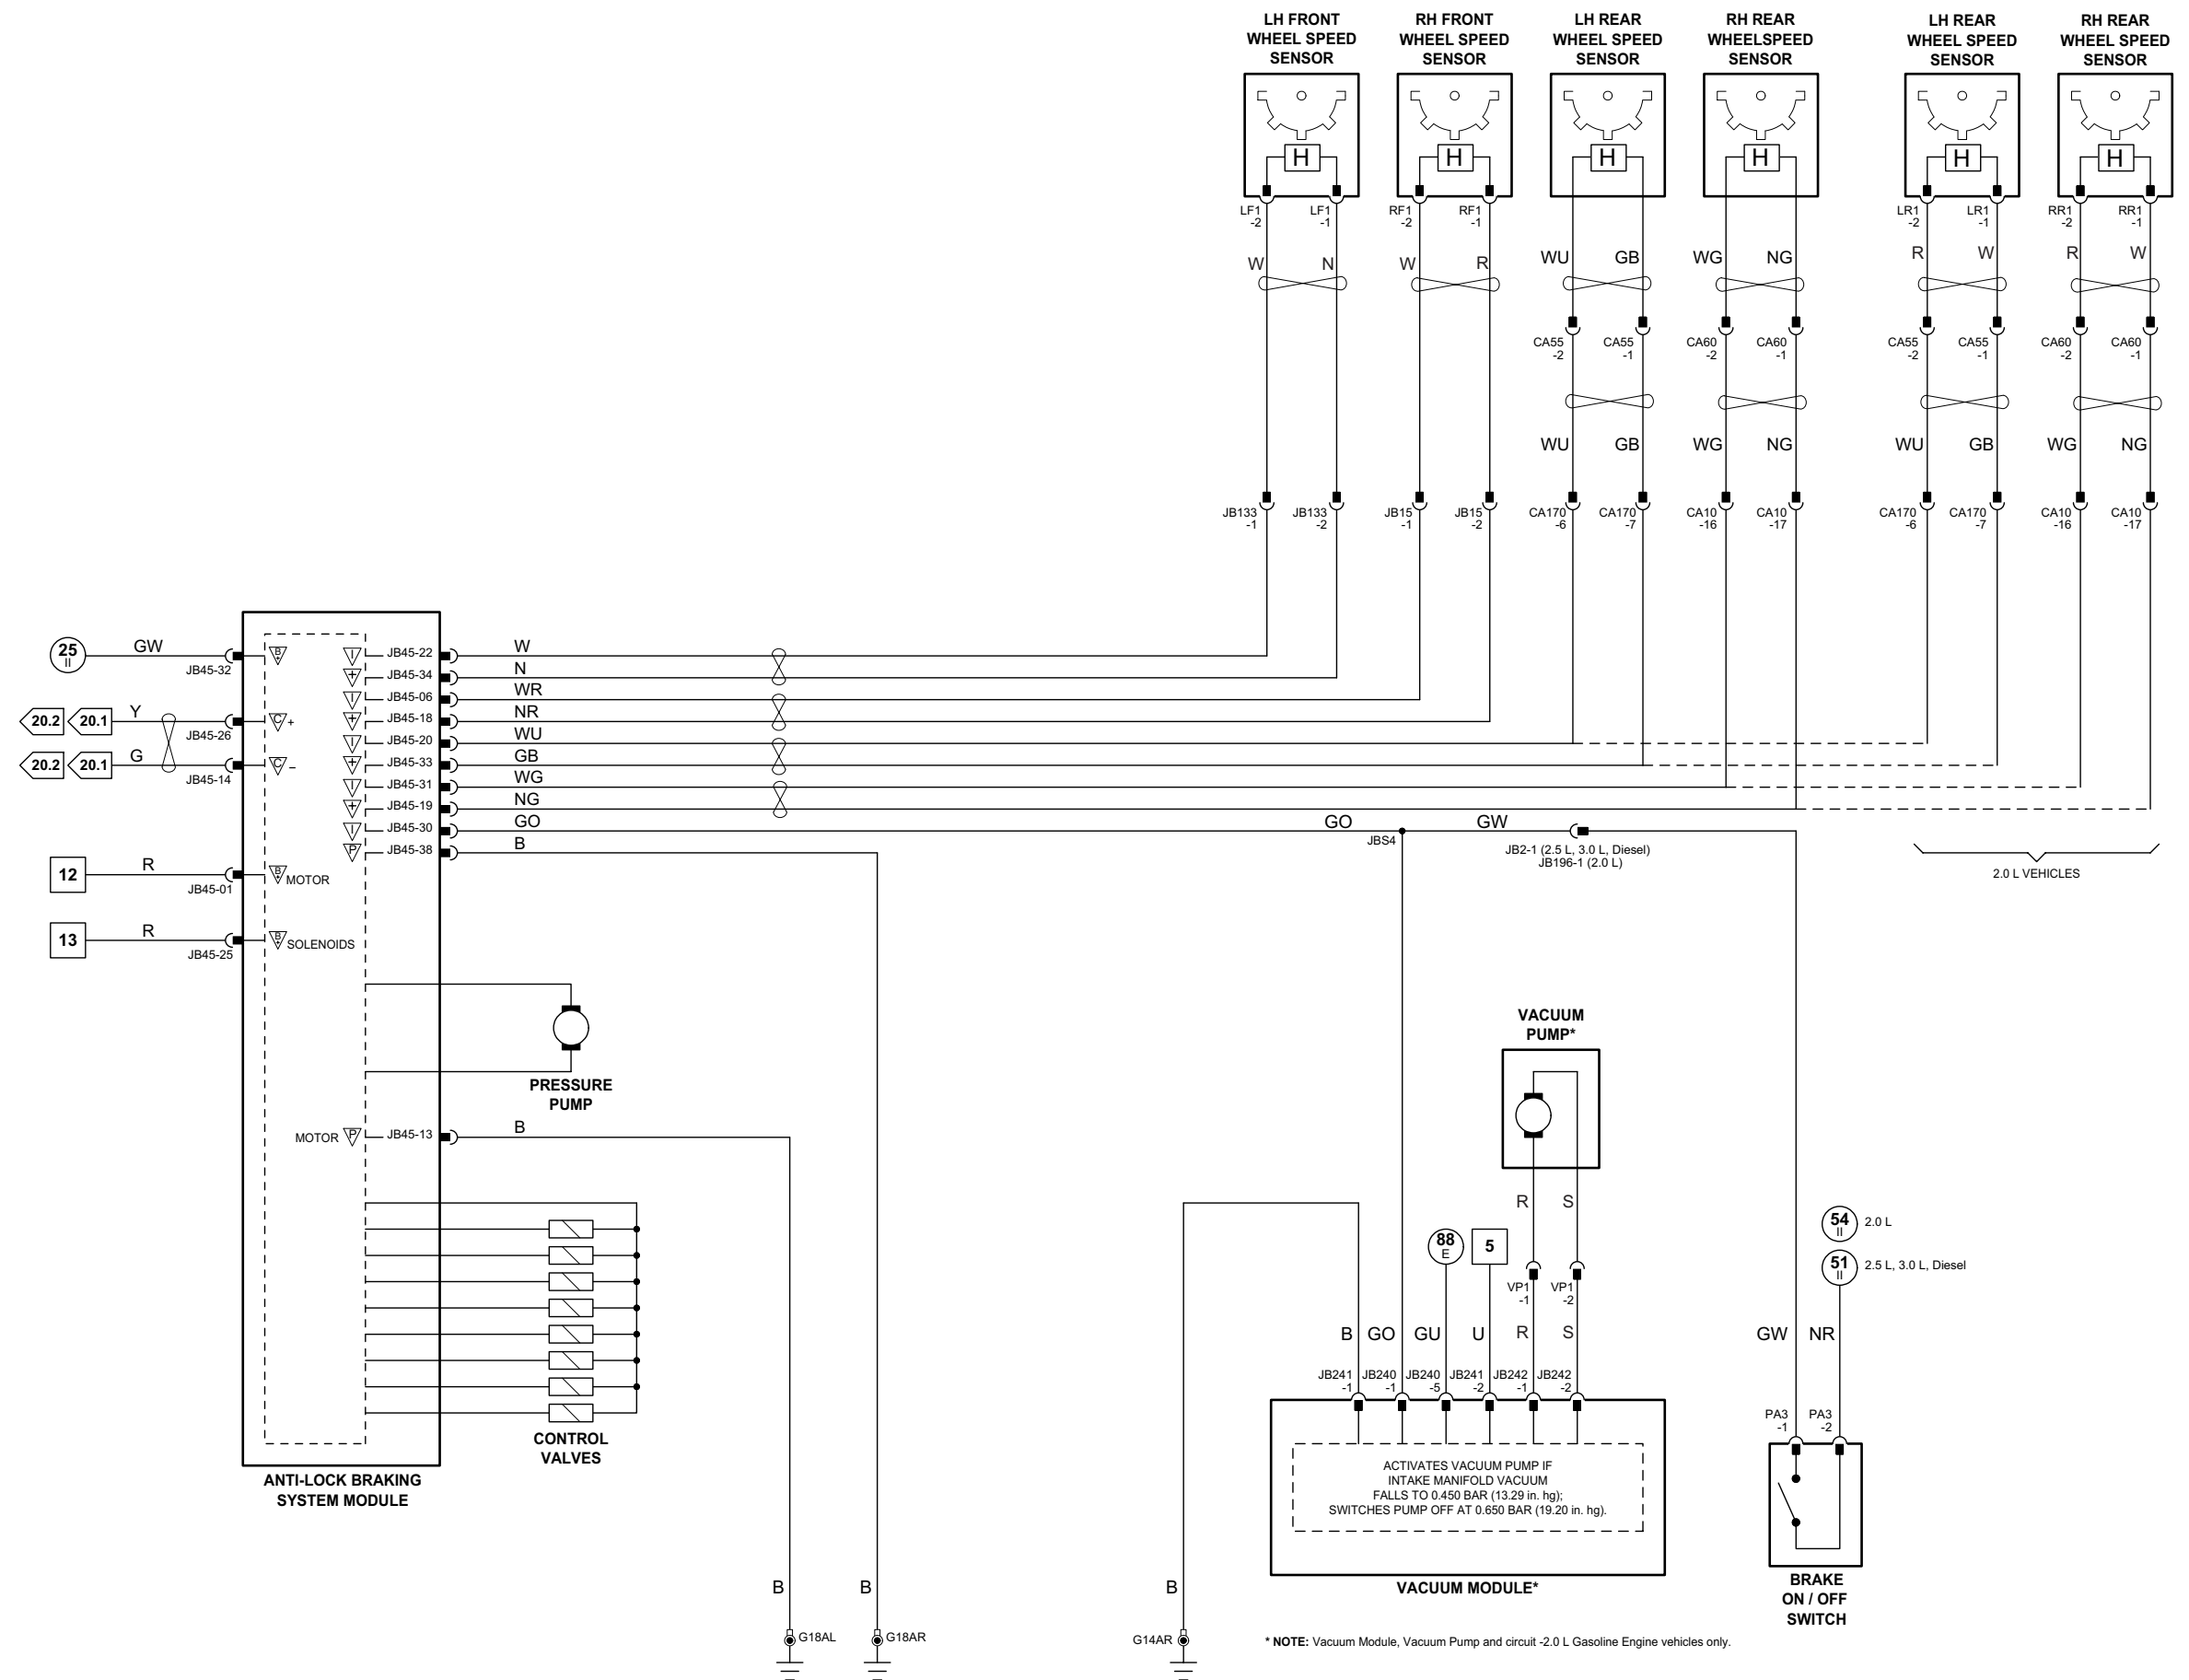 LH FRONT
WHEEL SPEED
SENSOR
RH FRONT
WHEEL SPEED
SENSOR
LH REAR
WHEEL SPEED
SENSOR
RH REAR
WHEELSPEED
SENSOR
LH REAR
WHEEL SPEED
SENSOR
RH REAR
WHEEL SPEED
SENSOR
H H H H H H
LF1
-2
LF1
-1
RF1
-2
RF1
-1
LR1
-2
LR1
-1
RR1
-2
RR1
-1
W N W R WU GB WG NG R W R W
CA55
-2
CA55
-1
CA60
-2
CA60
-1
CA55
-2
CA55
-1
CA60
-2
CA60
-1
WU GB WG NG WU GB WG NG
JB133
-1
JB133
-2
JB15
-1
JB15
-2
CA170
-6
CA170
-7
CA10
-16
CA10
-17
CA170
-6
CA170
-7
CA10
-16
CA10
-17
25
II
GW
JB45-32
B
+
I JB45-22 W
+ JB45-34 N
I JB45-06 WR
20.2 20.1 Y
JB45-26
C +
+ JB45-18 NR
I JB45-20 WU
20.2 20.1 G
JB45-14
C –
+ JB45-33 GB
I JB45-31 WG
+ JB45-19 NG
I JB45-30 GO
GO
JBS4
GW
JB2-1 (2.5 L, 3.0 L, Diesel)
JB196-1 (2.0 L)
P JB45-38 B
2.0 L VEHICLES
12
R
JB45-01
B
+
MOTOR
13
R
JB45-25
B
+
SOLENOIDS
PRESSURE
PUMP
MOTOR P JB45-13 B
CONTROL
VALVES
ANTI-LOCK BRAKING
SYSTEM MODULE
VACUUM
PUMP*
R S
88
E
5
VP1
-1
VP1
-2
54
II
2.0 L
51
II
2.5 L, 3.0 L, Diesel
B GO GU U R S
GW NR
JB241
-1
JB240
-1
JB240
-5
JB241
-2
JB242
-1
JB242
-2
PA3
-1
PA3
-2
ACTIVATES VACUUM PUMP IF
INTAKE MANIFOLD VACUUM
FALLS TO 0.450 BAR (13.29 in. hg);
SWITCHES PUMP OFF AT 0.650 BAR (19.20 in. hg).
VACUUM MODULE*
BRAKE
ON / OFF
SWITCH
B B B
G18AL
G18AR
G14AR
* NOTE: Vacuum Module, Vacuum Pump and circuit -2.0 L Gasoline Engine vehicles only.